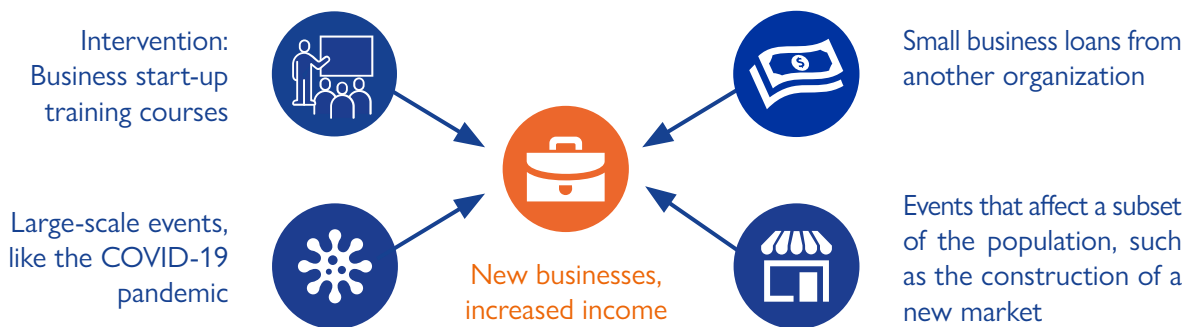 Intervention:
Business start-up
training courses
Small business loans from
another organization
Large-scale events,
like the COVID-19
pandemic
New businesses,
increased income
Events that affect a subset
of the population, such
as the construction of a
new market